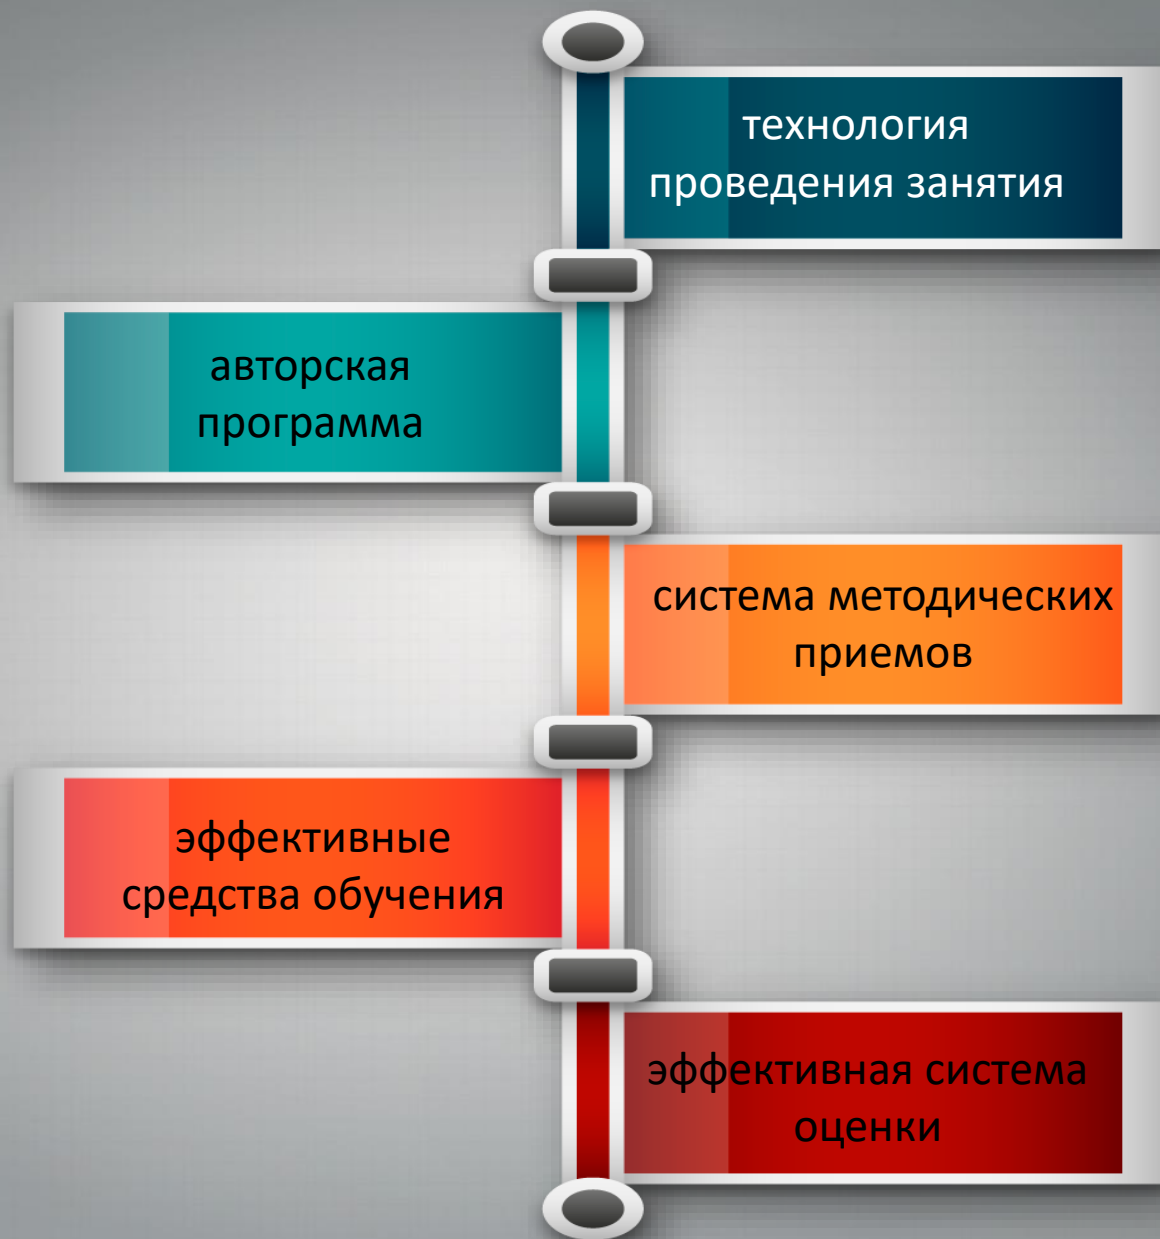 технология
проведения занятия
авторская
программа
система методических
приемов
эффективные
средства обучения
эффективная система
оценки